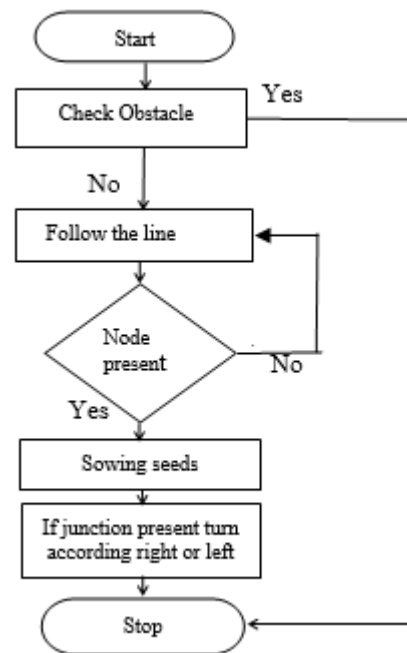 Start
Check Obstacle
Yes
No
Follow the line
Node
present
No
Yes
Sowing seeds
If junction present turn
according right or left
Stop